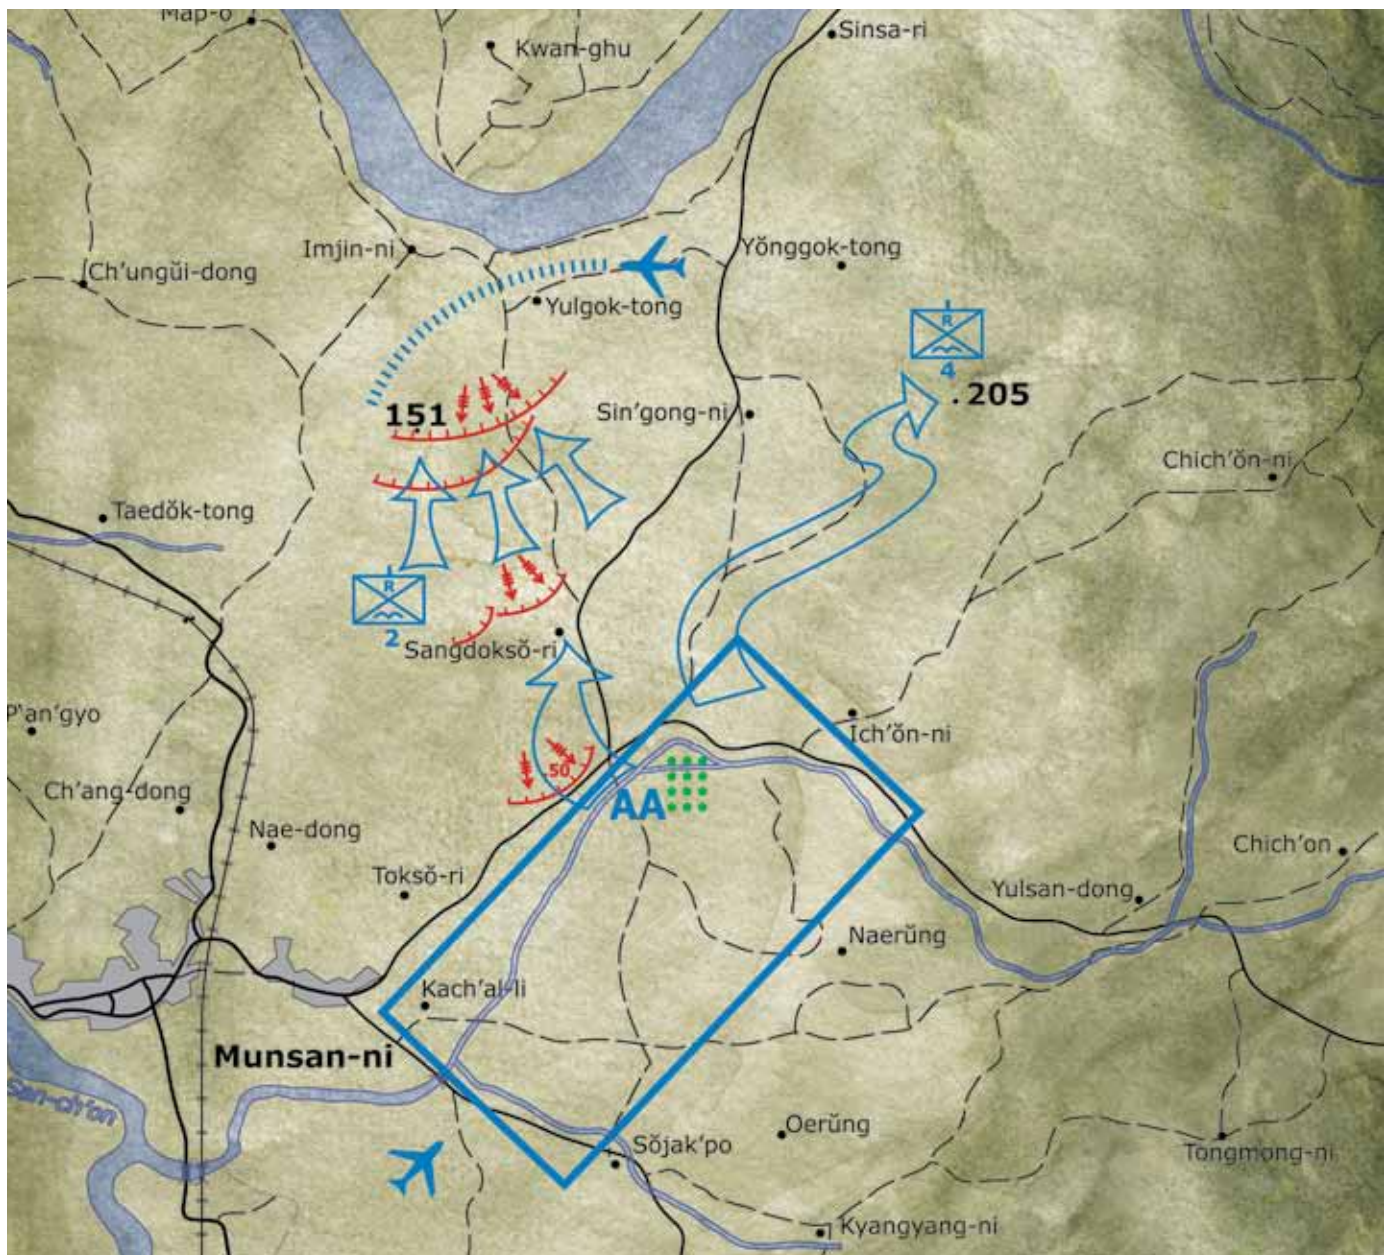 Map-o
Sinsa-ri
Kwan-ghu
Imjin-ni
Yŏnggok-tong
Ch'ungŭi-dong
Yulgok-tong
R
4
205
151
Sin'gong-ni
Chich'ŏn-ni
Taedŏk-tong
R
2
Sangdoksŏ-ri
P'an'gyo
Ich'ŏn-ni
.50
Ch'ang-dong
AA
Nae-dong
Chich'on
Toksŏ-ri
Yulsan-dong
Naerŭng
Kach'al-li
Munsan-ni
san-ch'on
Oerŭng
Sŏjak'po
Tongmong-ni
Kyangyang-ni